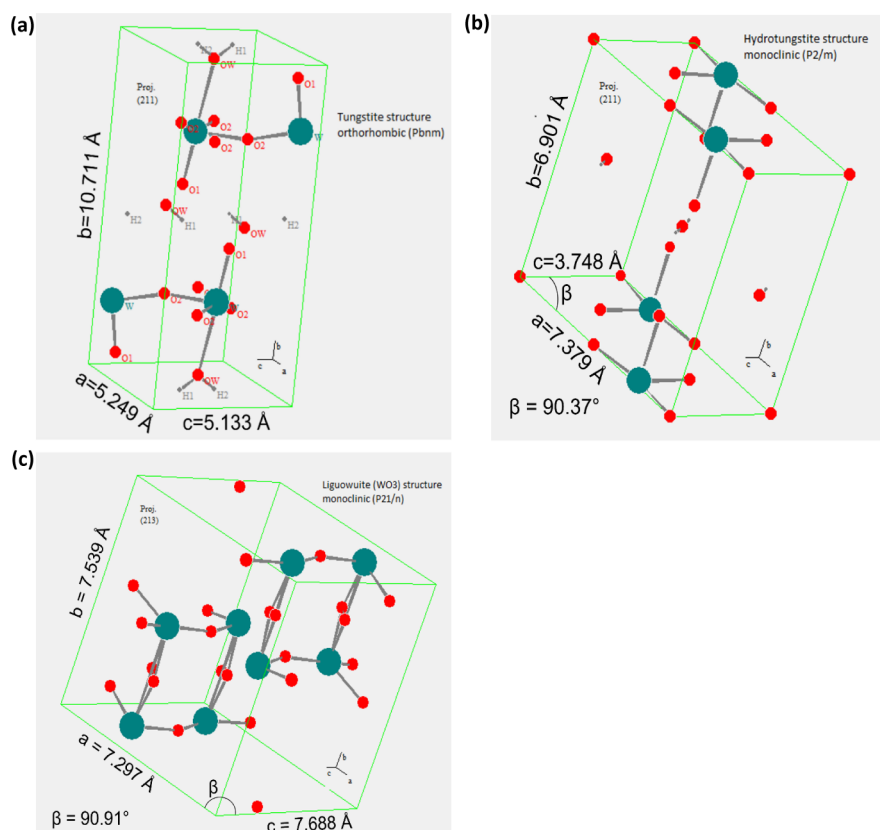 (a)
H2
H1
OW
Proj.
(211)
O1
Tungstite structure
orthorhombic (Pbnm)
O1
O2
O2
O2
W
O1
OW
H2
H1
H1
H2
OW
O1
b=10.711 Å
W
O2
O2
O1
OW
H1
H2
b
c
a
a=5.249 Å
c=5.133 Å
(b)
Hydrotungstite structure
monoclinic (P2/m)
Proj.
(211)
b=6.901 Å
c=3.748 Å
β
a=7.379 Å
b
c
a
β = 90.37°
(c)
Liguowuite (WO3) structure
monoclinic (P21/n)
Proj.
(213)
b = 7.539 Å
b
c
a
a = 7.297 Å
β
β = 90.91°
c = 7.688 Å